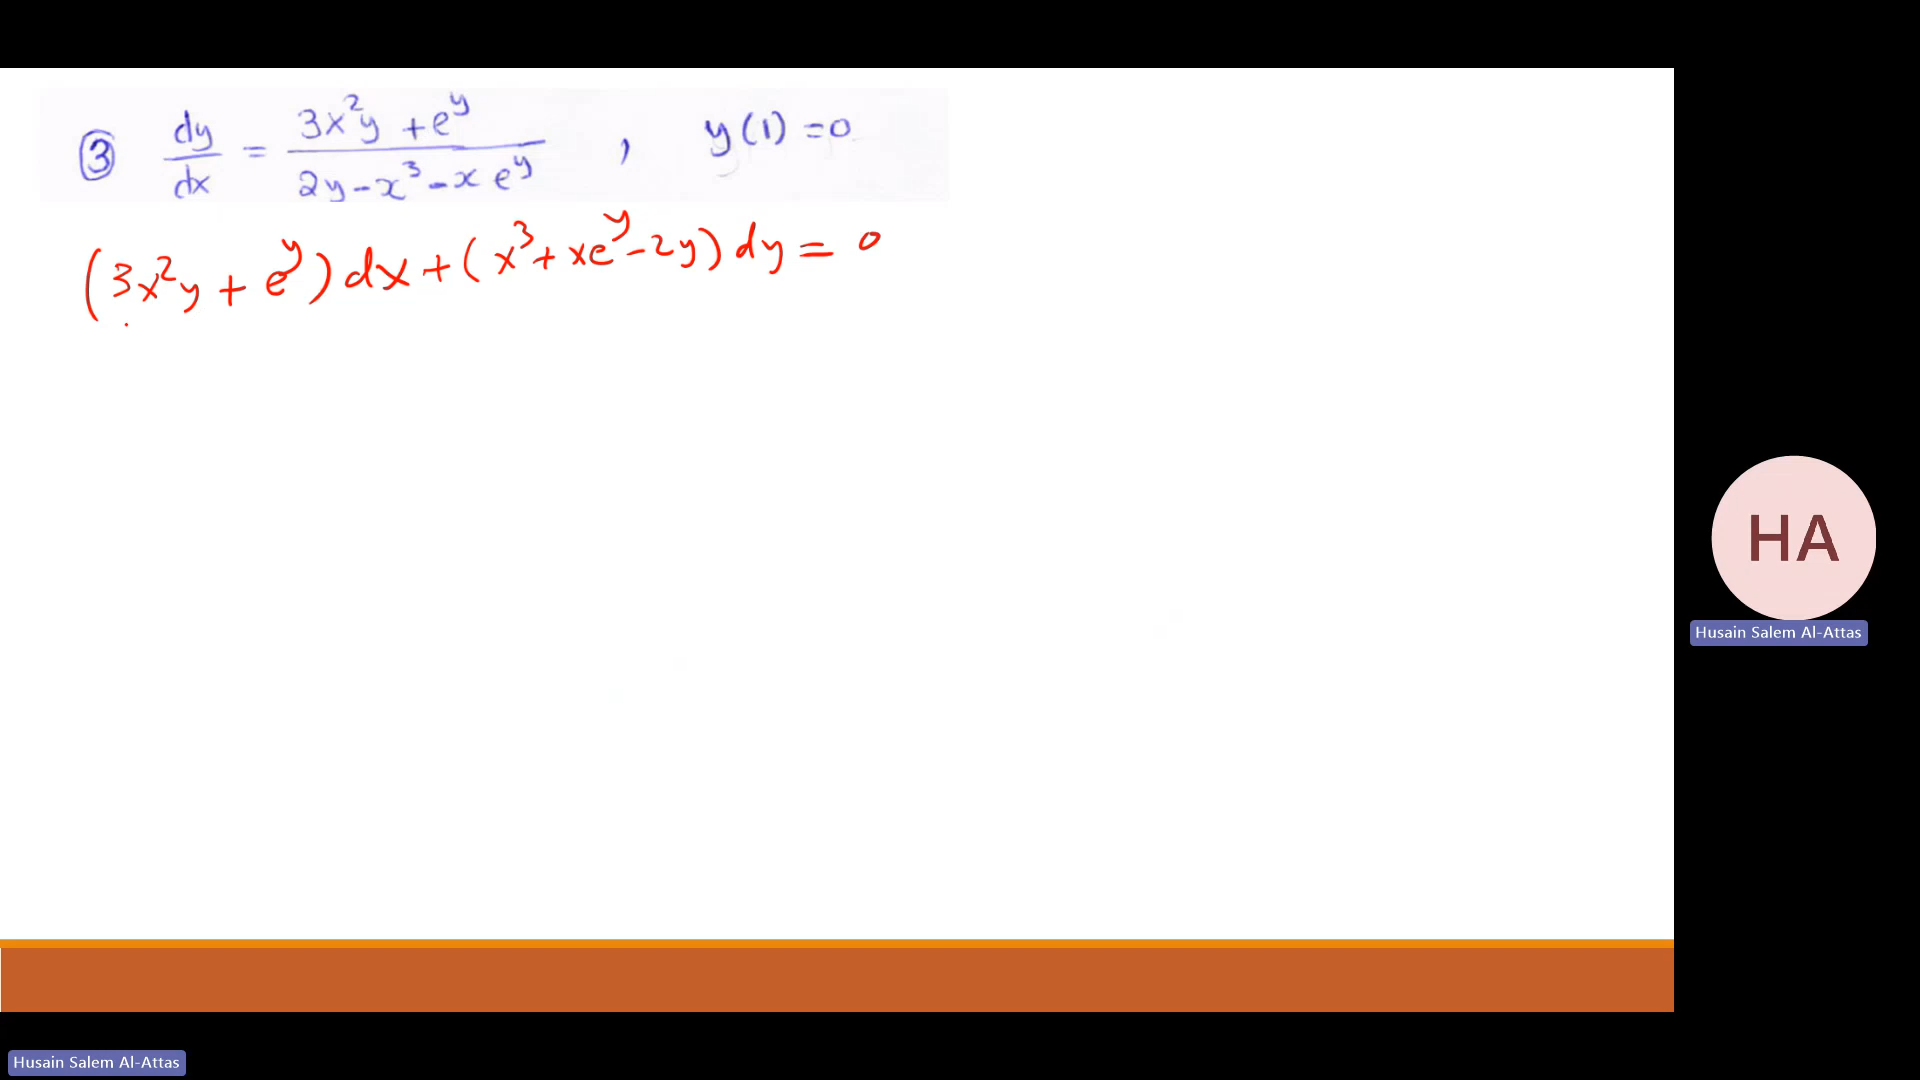 ③ dy/dx = (3x²y + e^y)/(2y - x³ - x e^y) , y(1) = 0
(3x²y + e^y) dx + (x³ + xe^y - 2y) dy = 0
HA
Husain Salem Al-Attas
Husain Salem Al-Attas